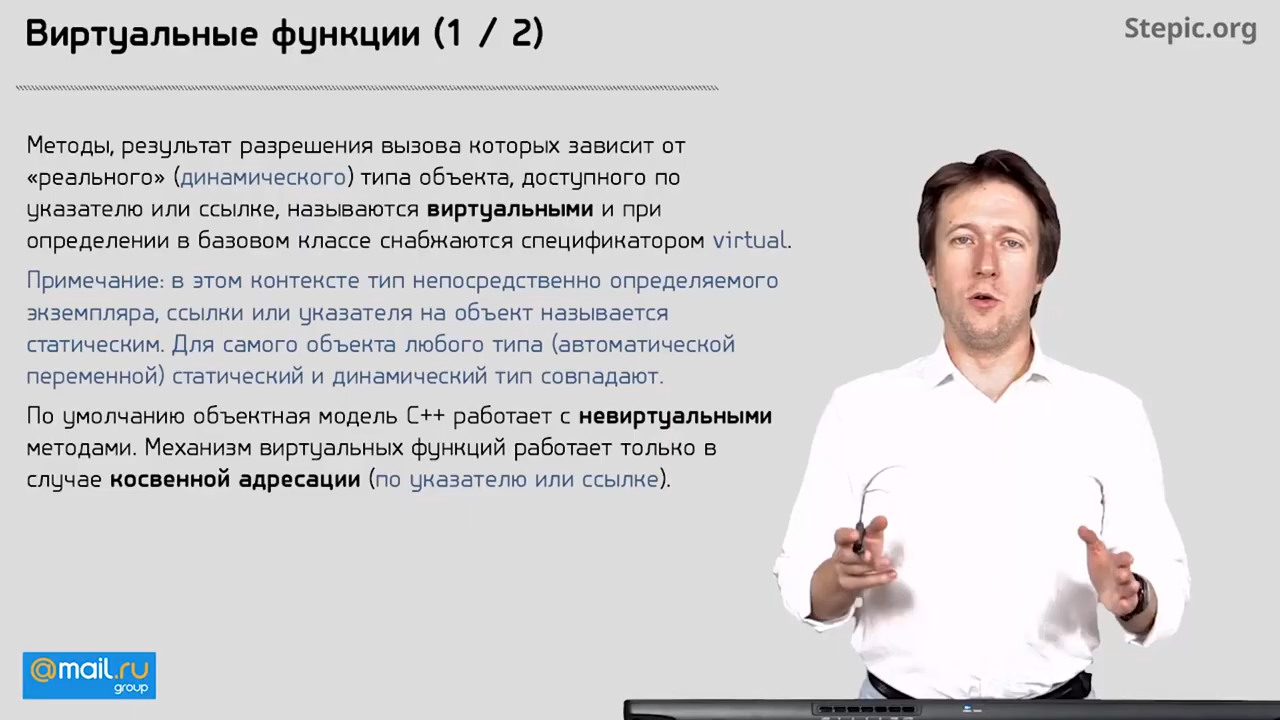 Виртуальные функции (1 / 2)
Stepic.org
Методы, результат разрешения вызова которых зависит от
«реального» (динамического) типа объекта, доступного по
указателю или ссылке, называются виртуальными и при
определении в базовом классе снабжаются спецификатором virtual.
Примечание: в этом контексте тип непосредственно определяемого
экземпляра, ссылки или указателя на объект называется
статическим. Для самого объекта любого типа (автоматической
переменной) статический и динамический тип совпадают.
По умолчанию объектная модель C++ работает с невиртуальными
методами. Механизм виртуальных функций работает только в
случае косвенной адресации (по указателю или ссылке).
@mail.ru
group